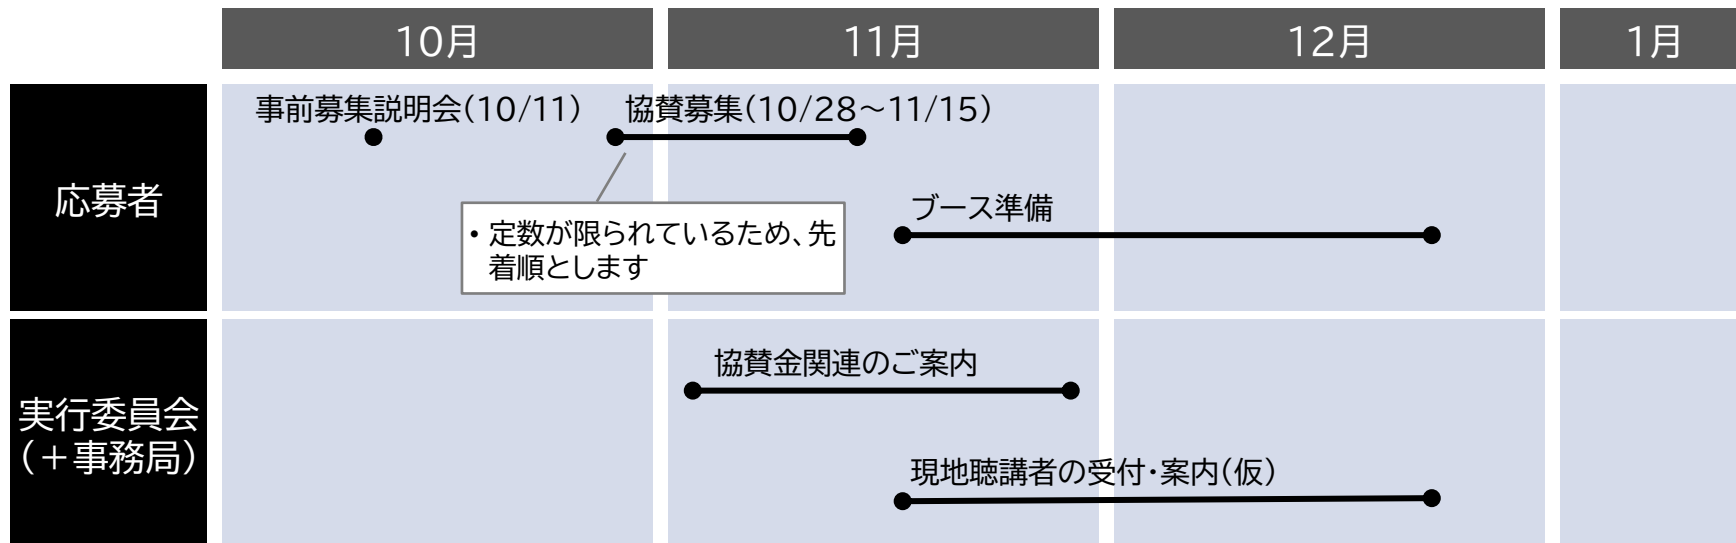 10月
11月
12月
1月
応募者
事前募集説明会(10/11)
協賛募集(10/28～11/15)
・定数が限られているため、先
着順とします
ブース準備
実行委員会
(＋事務局)
協賛金関連のご案内
現地聴講者の受付・案内(仮)